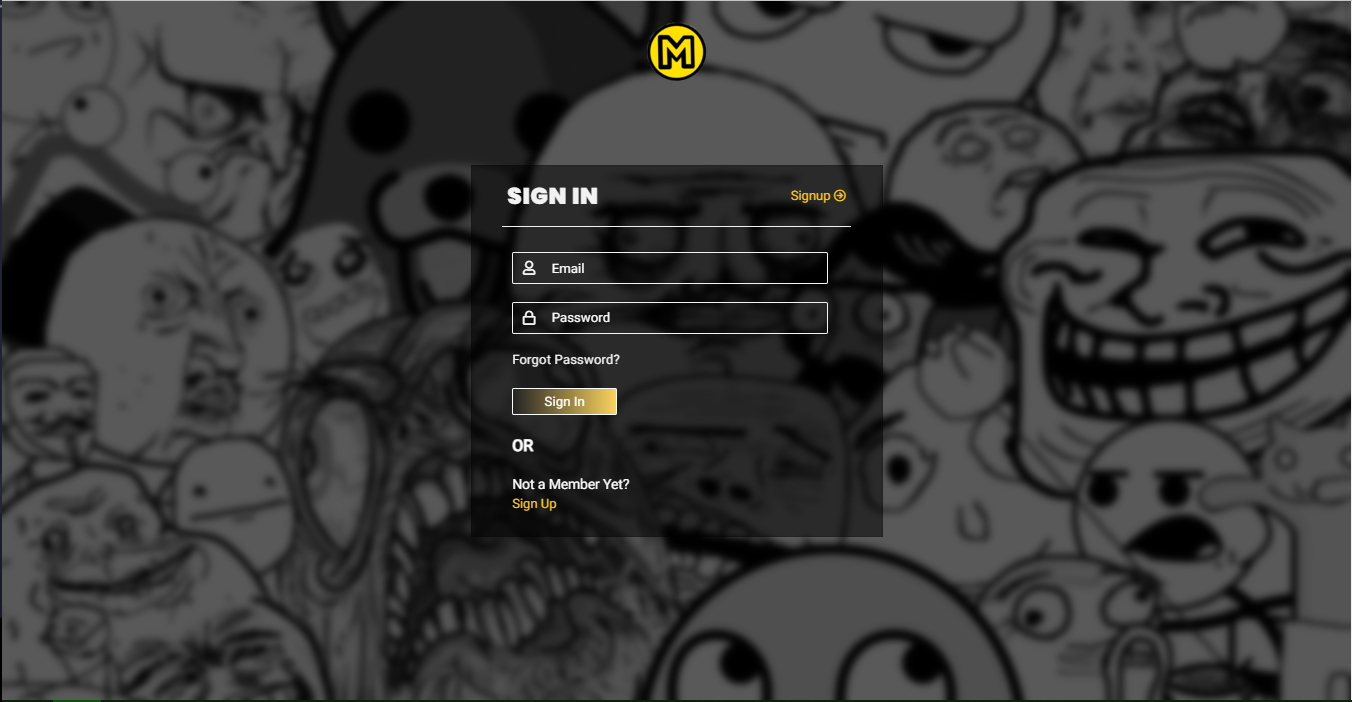 M
SIGN IN
Signup
Email
Password
Forgot Password?
Sign In
OR
Not a Member Yet?
Sign Up